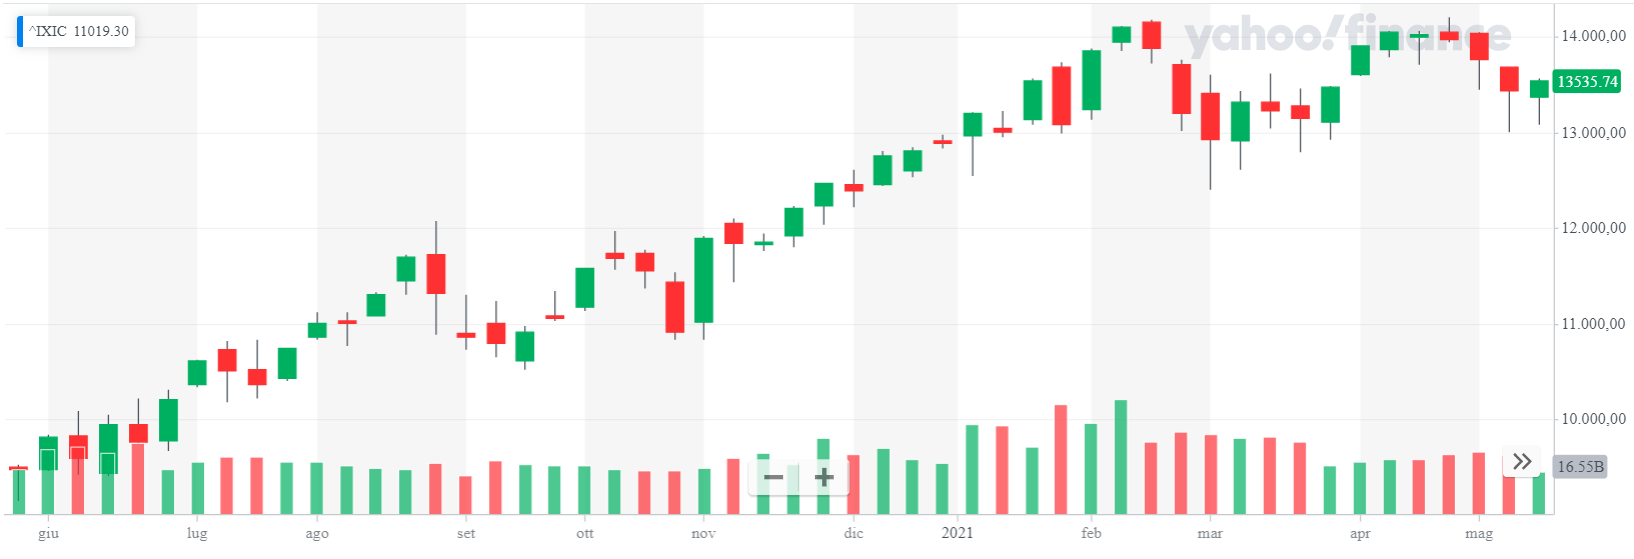 ^IXIC 11019.30
yahoo!finance
14.000,00
13535.74
13.000,00
12.000,00
11.000,00
10.000,00
16.55B
giu lug ago set ott nov dic 2021 feb mar apr mag